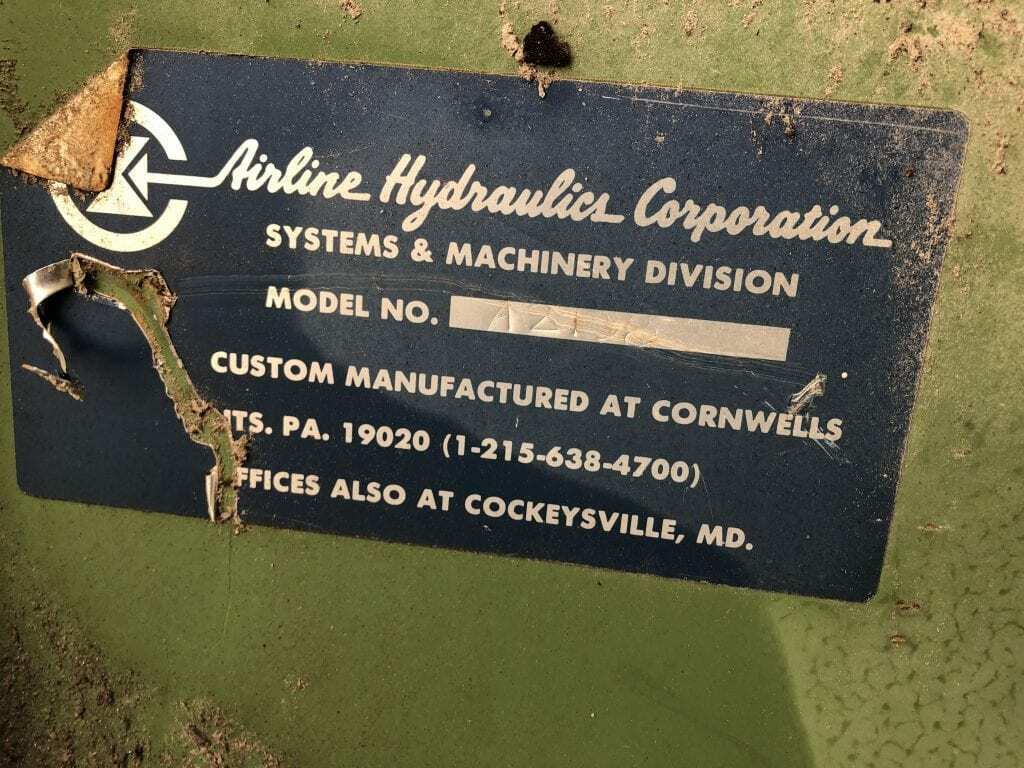 Airline Hydraulics Corporation
SYSTEMS & MACHINERY DIVISION
MODEL NO.
CUSTOM MANUFACTURED AT CORNWELLS
TS. PA. 19020 (1-215-638-4700)
FFICES ALSO AT COCKEYSVILLE, MD.